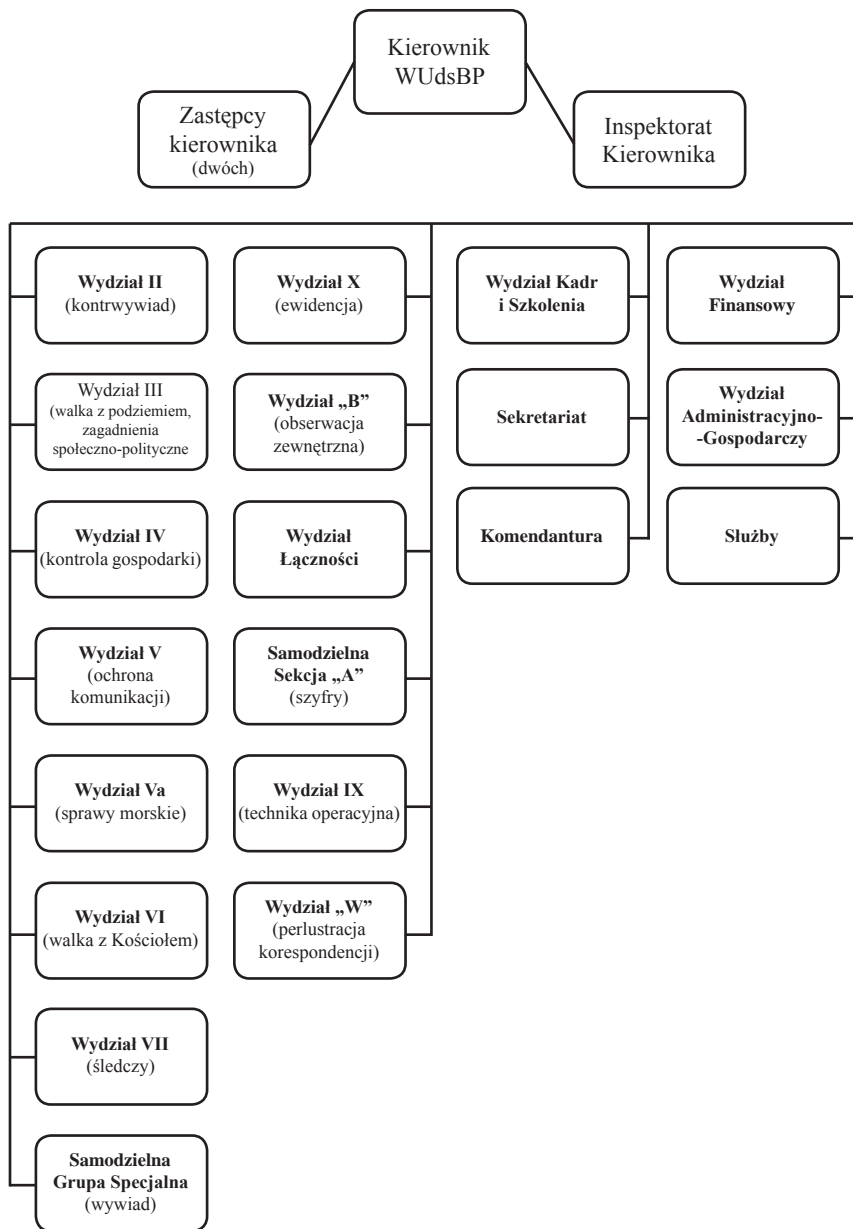 Kierownik
WUdsBP
Zastępcy
kierownika
(dwóch)
Inspektorat
Kierownika
Wydział II
(kontrwywiad)
Wydział III
(walka z podziemiem,
zagadnienia
społeczno-polityczne
Wydział IV
(kontrola gospodarki)
Wydział V
(ochrona
komunikacji)
Wydział Va
(sprawy morskie)
Wydział VI
(walka z Kościołem)
Wydział VII
(śledczy)
Samodzielna
Grupa Specjalna
(wywiad)
Wydział X
(ewidencja)
Wydział „B”
(obserwacja
zewnętrzna)
Wydział
Łączności
Samodzielna
Sekcja „A”
(szyfry)
Wydział IX
(technika operacyjna)
Wydział „W”
(perlustracja
korespondencji)
Wydział Kadr
i Szkolenia
Sekretariat
Komendantura
Wydział
Finansowy
Wydział
Administracyjno-
-Gospodarczy
Służby